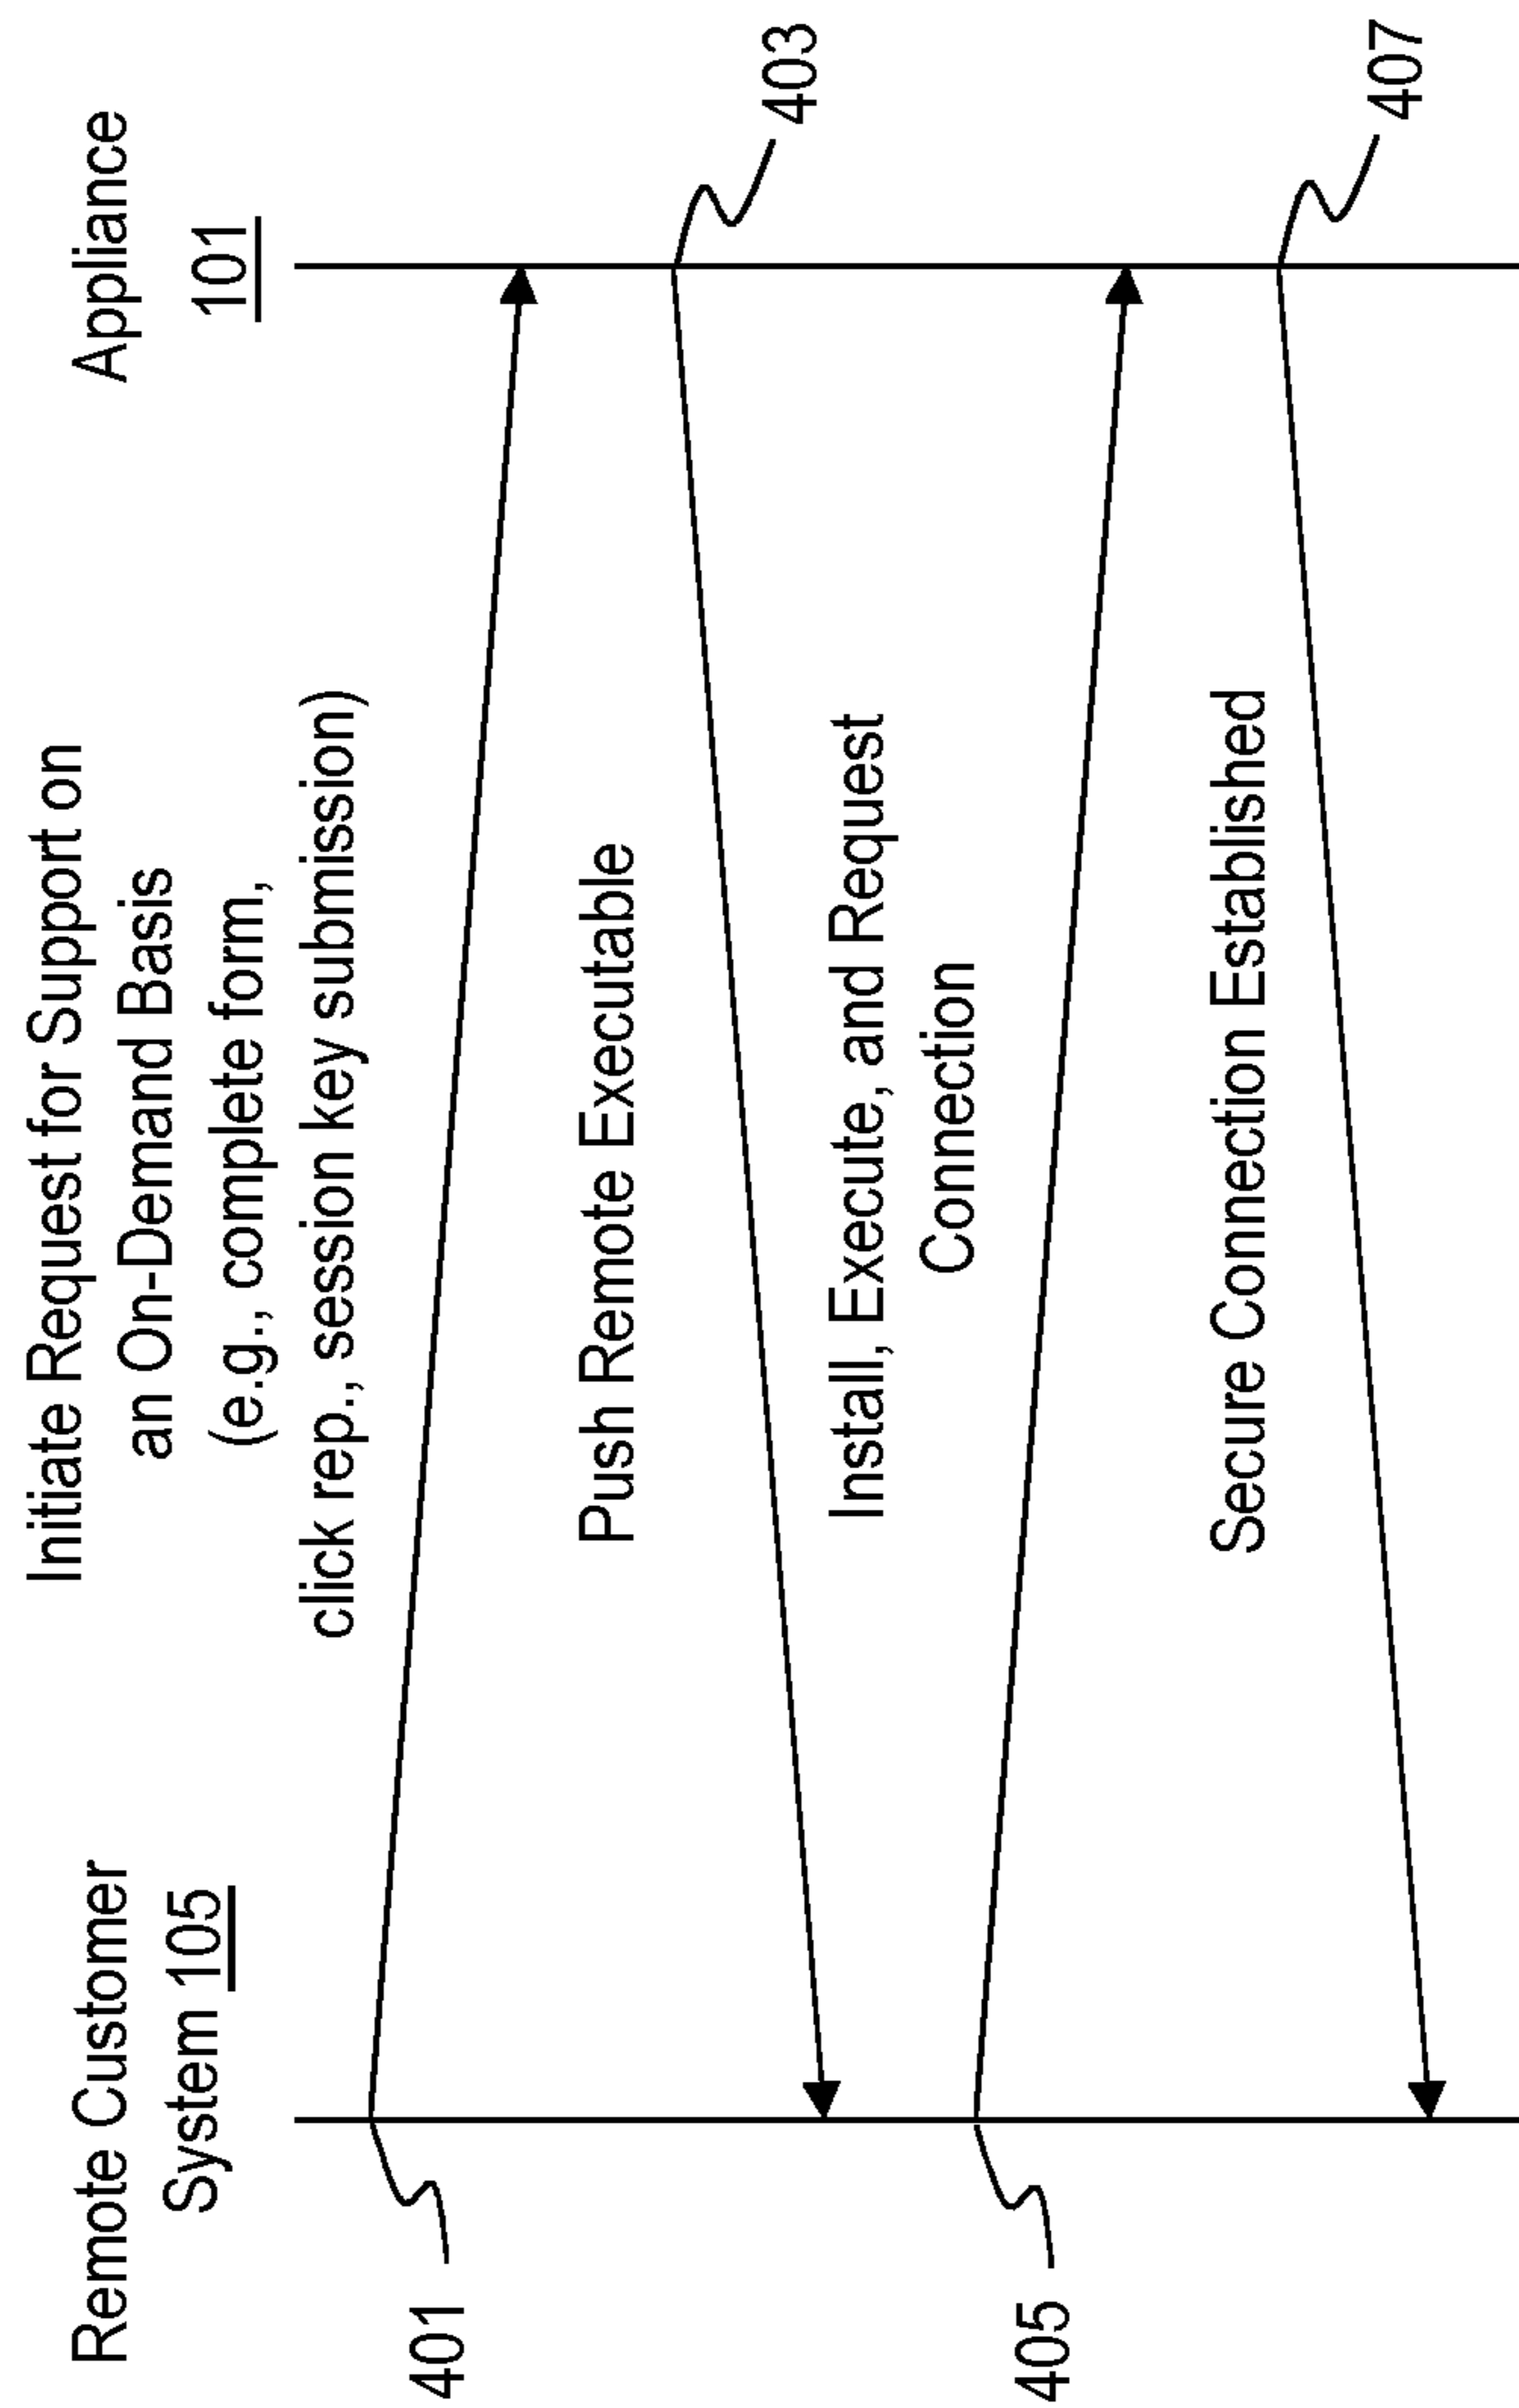 Initiate Request for Support on
an On-Demand Basis
(e.g., complete form,
click rep., session key submission)
Remote Customer
System 105
Appliance
101
401
Push Remote Executable
403
Install, Execute, and Request
Connection
405
Secure Connection Established
407